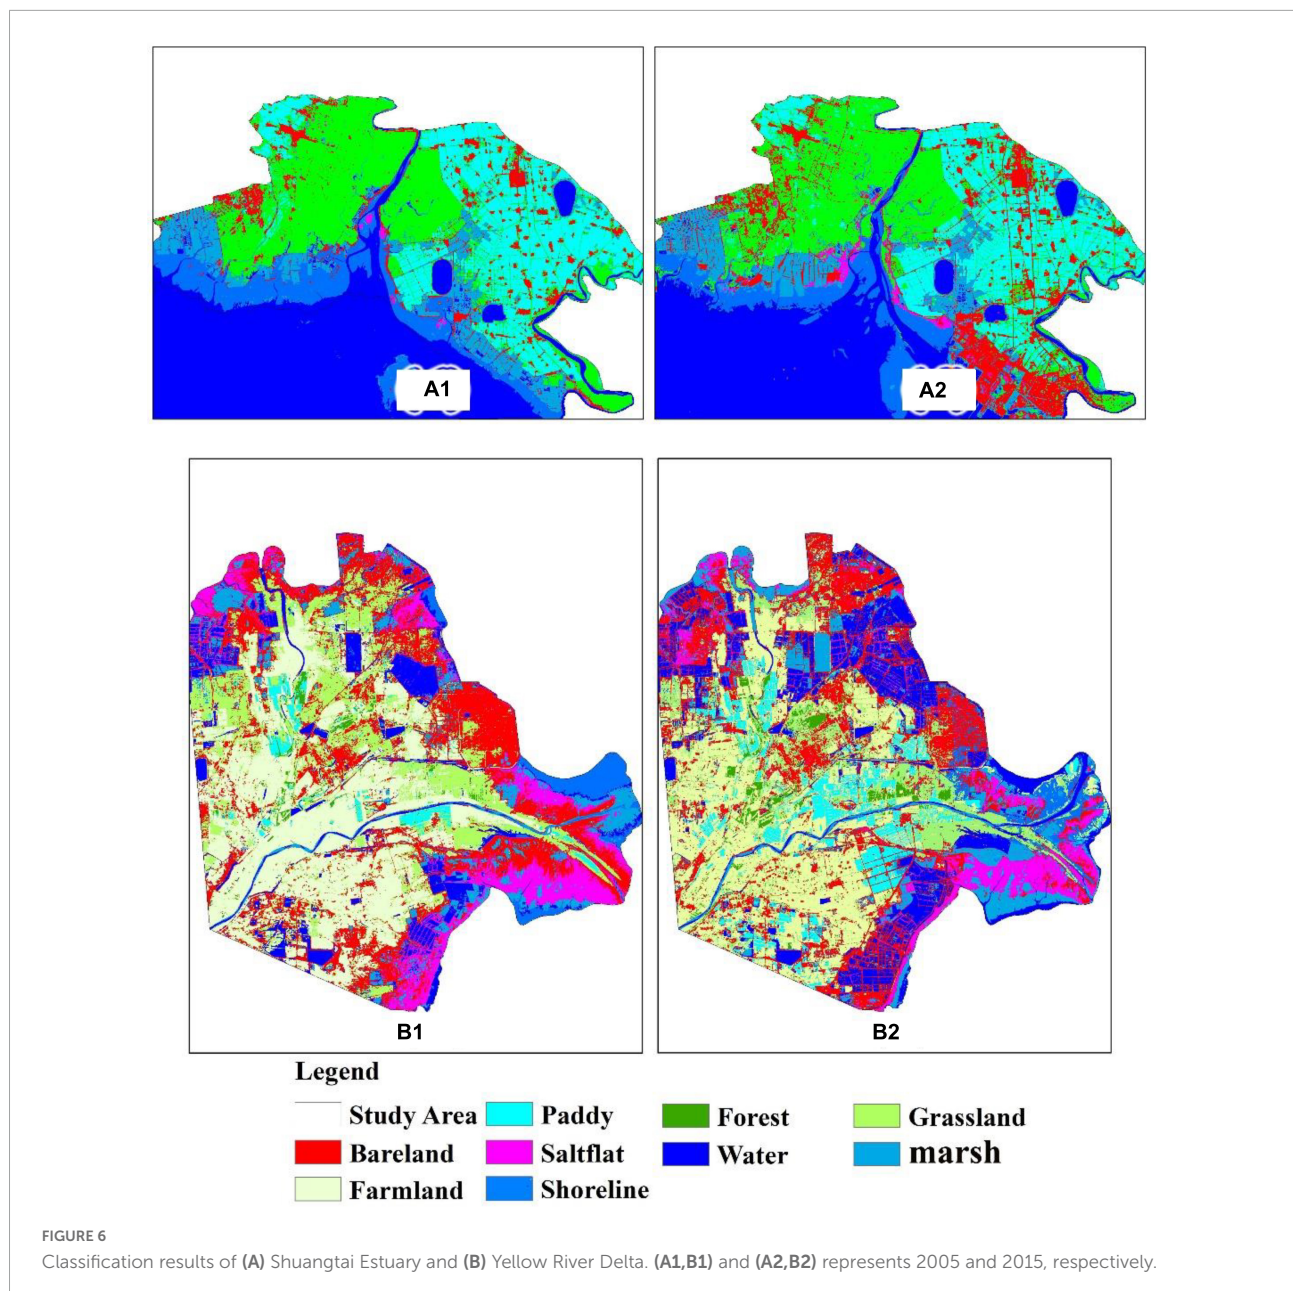 A1
A2
B1
B2
Legend
Study Area
Paddy
Forest
Grassland
Bareland
Saltflat
Water
marsh
Farmland
Shoreline
FIGURE 6
Classification results of (A) Shuangtai Estuary and (B) Yellow River Delta. (A1,B1) and (A2,B2) represents 2005 and 2015, respectively.